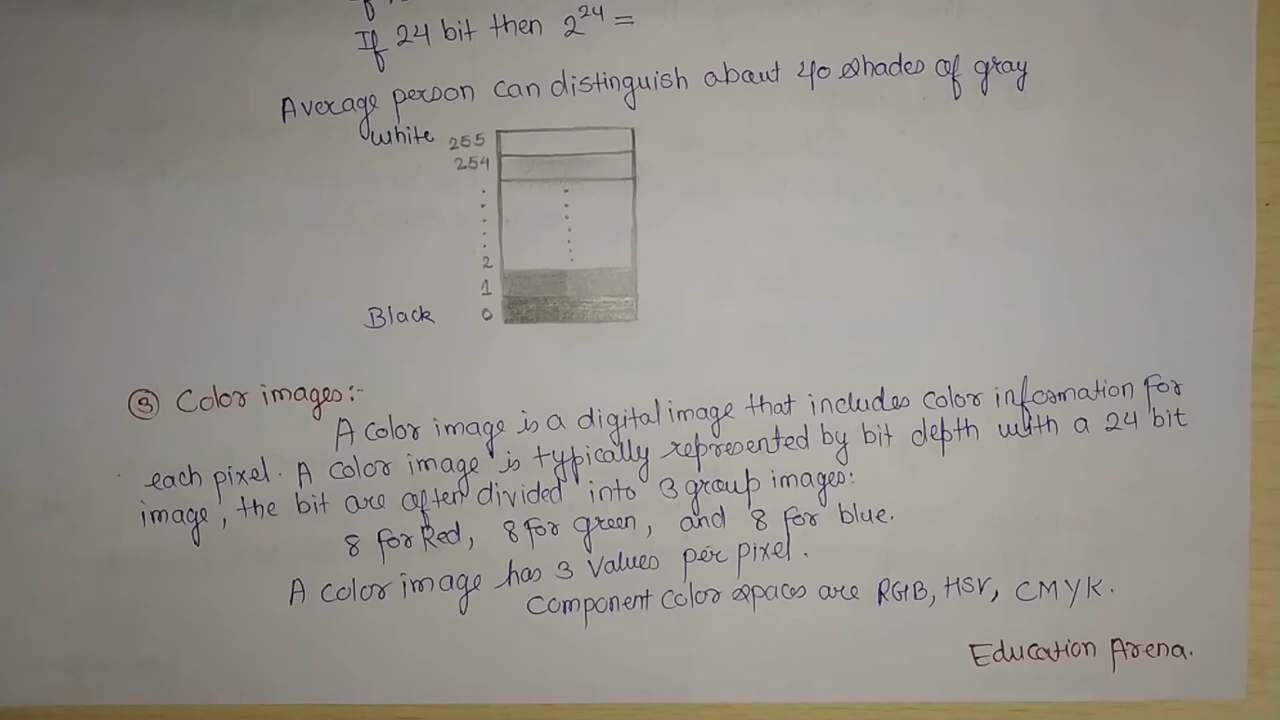 If 24 bit then 2^24 =
Average person can distinguish about 40 shades of gray
white 255
254
2
1
Black 0
③ Color images:-
A color image is a digital image that includes color information for
each pixel. A color image is typically represented by bit depth with a 24 bit
image, the bit are often divided into 3 group images:
8 for Red, 8 for green, and 8 for blue.
A color image has 3 values per pixel.
Component color spaces are RGB, HSV, CMYK.
Education Arena.